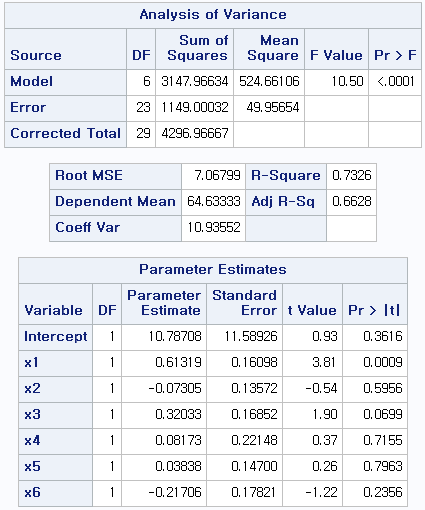 Analysis of Variance
Source DF Sum of Squares Mean Square F Value Pr > F
Model 6 3147.96634 524.66106 10.50 <.0001
Error 23 1149.00032 49.95654
Corrected Total 29 4296.96667
Root MSE 7.06799 R-Square 0.7326
Dependent Mean 64.63333 Adj R-Sq 0.6628
Coeff Var 10.93552
Parameter Estimates
Variable DF Parameter Estimate Standard Error t Value Pr > |t|
Intercept 1 10.78708 11.58926 0.93 0.3616
x1 1 0.61319 0.16098 3.81 0.0009
x2 1 -0.07305 0.13572 -0.54 0.5956
x3 1 0.32033 0.16852 1.90 0.0699
x4 1 0.08173 0.22148 0.37 0.7155
x5 1 0.03838 0.14700 0.26 0.7963
x6 1 -0.21706 0.17821 -1.22 0.2356